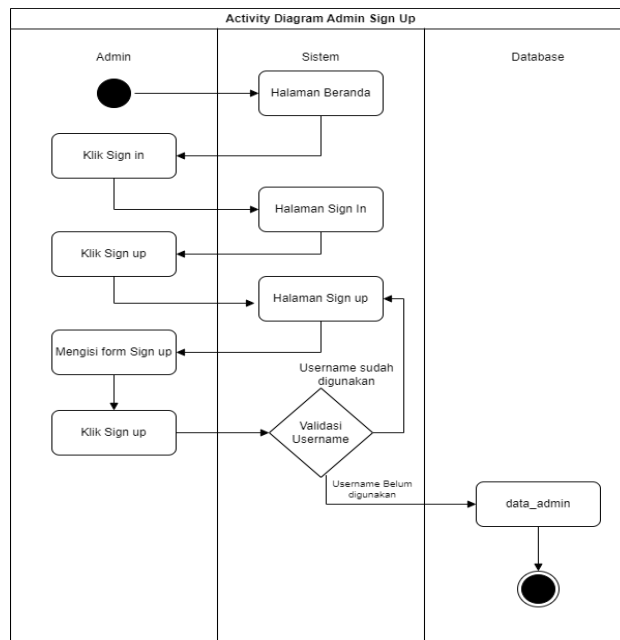 Activity Diagram Admin Sign Up
Admin
Sistem
Database
Halaman Beranda
Klik Sign in
Halaman Sign In
Klik Sign up
Halaman Sign up
Mengisi form Sign up
Username sudah
digunakan
Klik Sign up
Validasi
Username
Username Belum
digunakan
data_admin